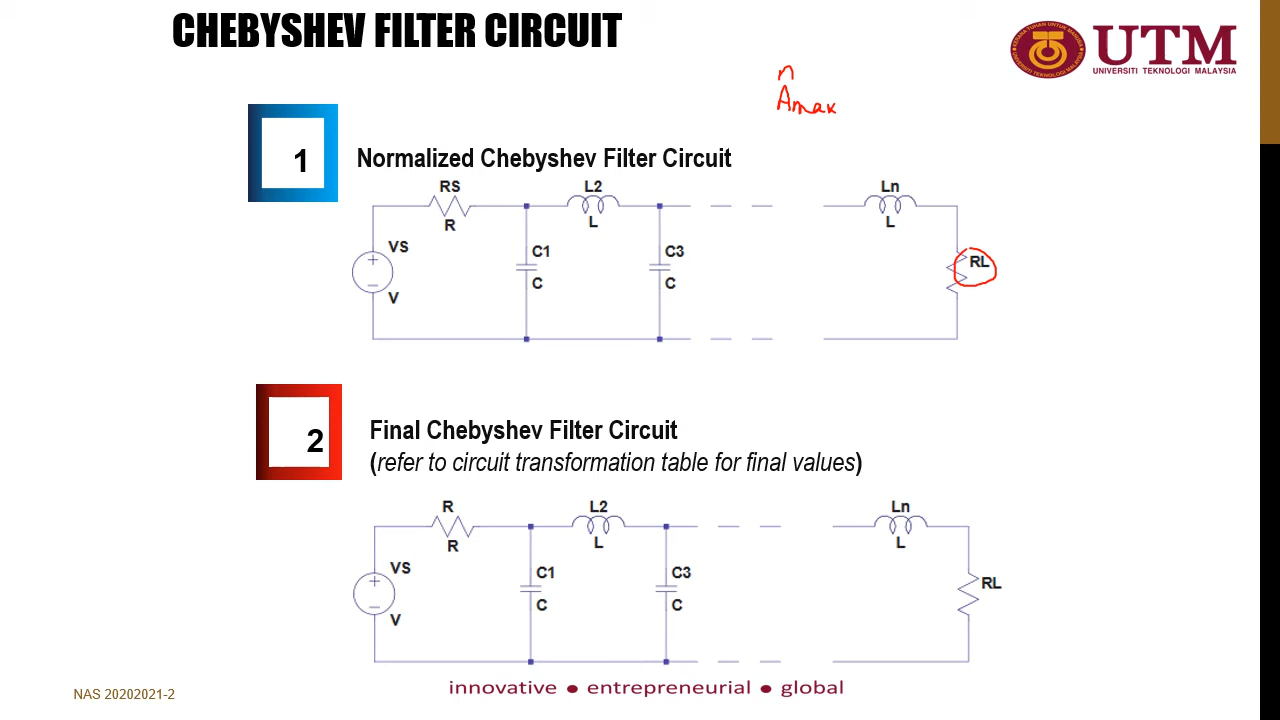 CHEBYSHEV FILTER CIRCUIT
UTM
UNIVERSITI TEKNOLOGI MALAYSIA
n
Amax
1
Normalized Chebyshev Filter Circuit
RS
R
L2
L
Ln
L
VS
V
C1
C
C3
C
RL
2
Final Chebyshev Filter Circuit
(refer to circuit transformation table for final values)
R
R
L2
L
Ln
L
VS
V
C1
C
C3
C
RL
NAS 20202021-2
innovative ● entrepreneurial ● global